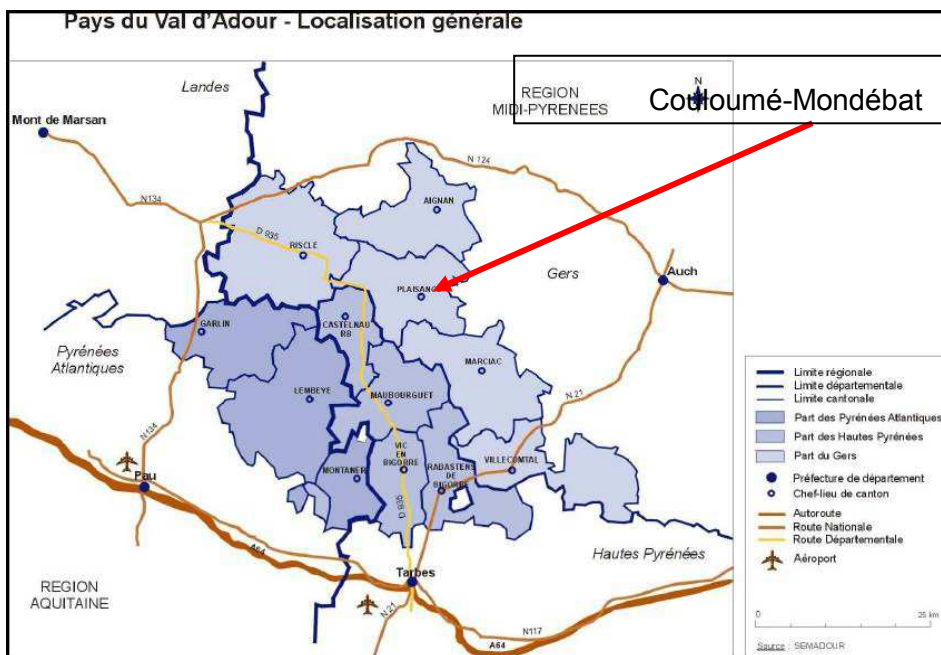 Pays du Val d'Adour - Localisation générale
Landes
REGION
MIDI-PYRENEES
N
Couloumé-Mondébat
Mont de Marsan
N 124
N134
AIGNAN
D 935
RISCLE
Gers
Auch
PLAISANC
GARLIN
CASTELNAU
RB
Pyrénées
Atlantiques
MARCIAC
LEMBEYE
MAUBOURGUET
N 21
N134
VIC
EN
BIGORRE
MONTANER
RABASTENS
DE
BIGORRE
VILLECOMTAL
Pau
D 935
A64
Hautes Pyrénées
Tarbes
REGION
AQUITAINE
N 21
N117
A64
Limite régionale
Limite départementale
Limite cantonale
Part des Pyrénées Atlantiques
Part des Hautes Pyrénées
Part du Gers
Préfecture de département
Chef-lieu de canton
Autoroute
Route Nationale
Route Départementale
Aéroport
0
25 km
Source : SEMADOUR